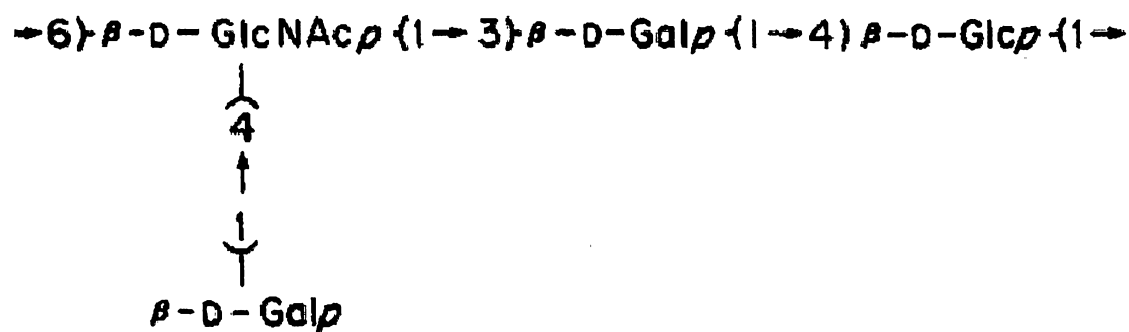 →6)-β-D-GlcNAcp-(1→3)-β-D-Galp-(1→4)β-D-Glcp-(1→
4
↑
1
β-D-Galp